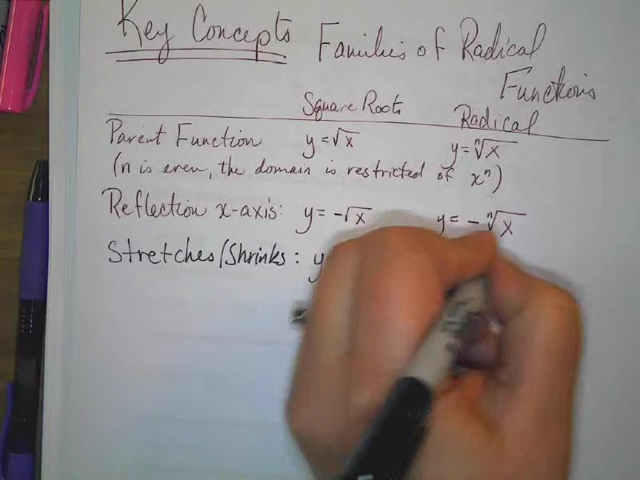 Key Concepts Families of Radical
Functions
Square Roots Radical
Parent Function y = √x y = ⁿ√x
(n is even, the domain is restricted of xⁿ)
Reflection x-axis: y = -√x y = -ⁿ√x
Stretches/Shrinks: y